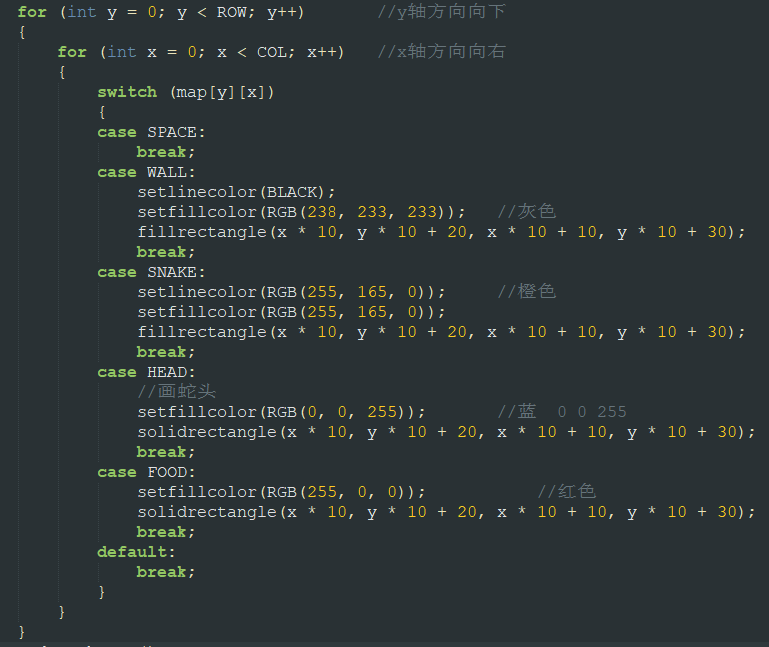 for (int y = 0; y < ROW; y++) //y轴方向向下
{
for (int x = 0; x < COL; x++) //x轴方向向右
{
switch (map[y][x])
{
case SPACE:
break;
case WALL:
setlinecolor(BLACK);
setfillcolor(RGB(238, 233, 233)); //灰色
fillrectangle(x * 10, y * 10 + 20, x * 10 + 10, y * 10 + 30);
break;
case SNAKE:
setlinecolor(RGB(255, 165, 0)); //橙色
setfillcolor(RGB(255, 165, 0));
fillrectangle(x * 10, y * 10 + 20, x * 10 + 10, y * 10 + 30);
break;
case HEAD:
//画蛇头
setfillcolor(RGB(0, 0, 255)); //蓝 0 0 255
solidrectangle(x * 10, y * 10 + 20, x * 10 + 10, y * 10 + 30);
break;
case FOOD:
setfillcolor(RGB(255, 0, 0)); //红色
solidrectangle(x * 10, y * 10 + 20, x * 10 + 10, y * 10 + 30);
break;
default:
break;
}
}
}